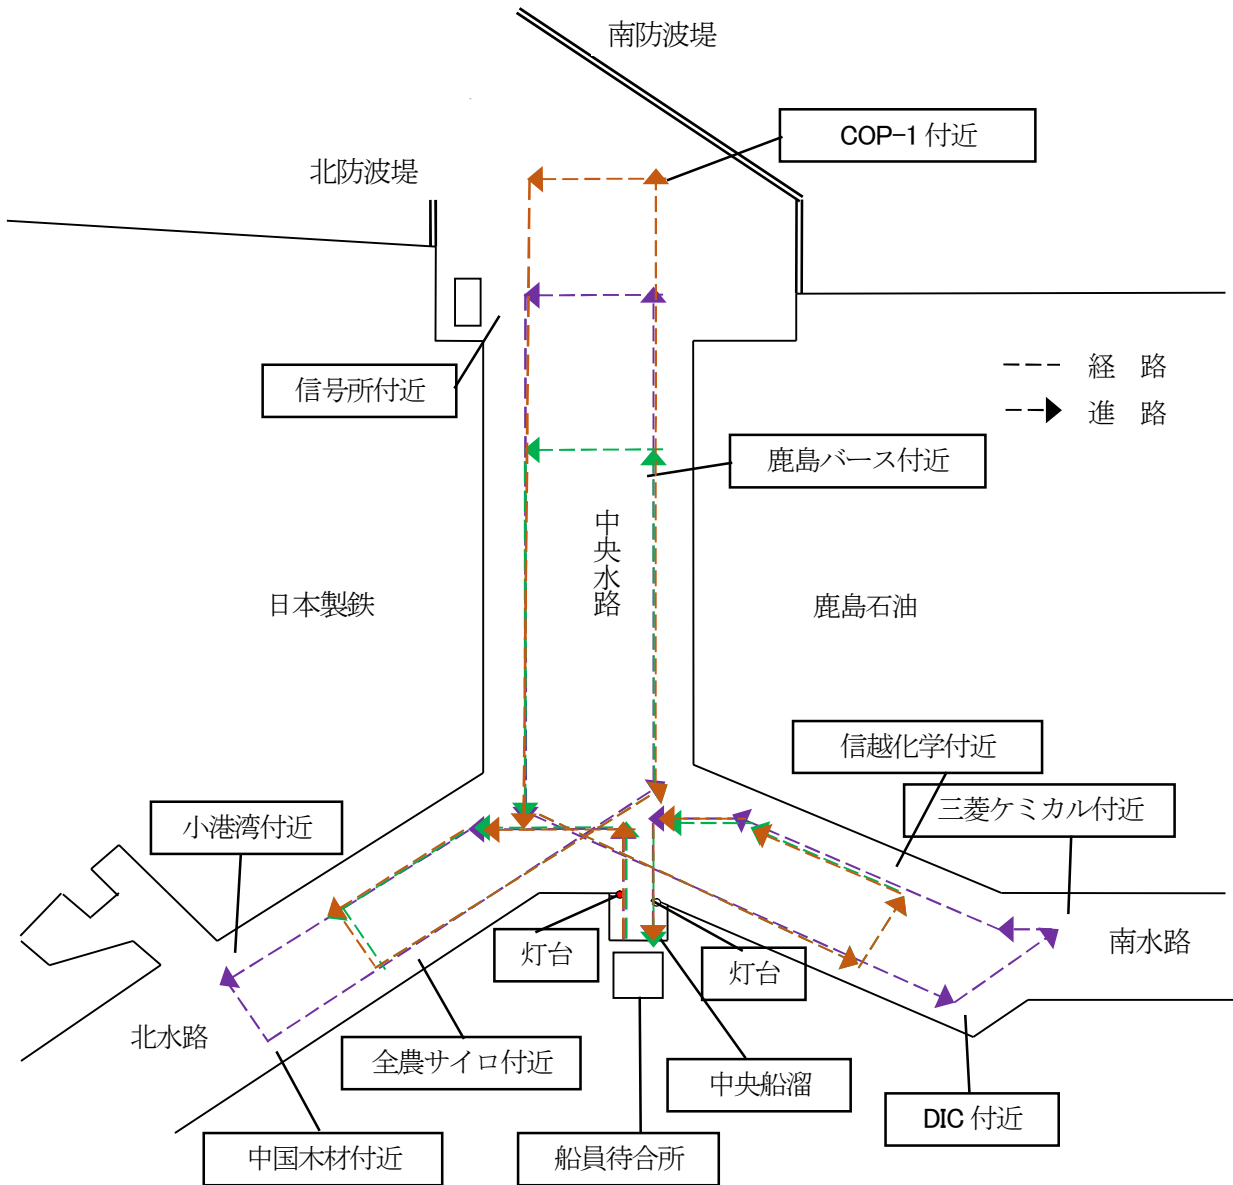 南防波堤
COP-1 付近
北防波堤
信号所付近
経　路
進　路
鹿島バース付近
中央水路
日本製鉄
鹿島石油
信越化学付近
三菱ケミカル付近
小港湾付近
灯台
灯台
南水路
北水路
全農サイロ付近
中央船溜
DIC 付近
中国木材付近
船員待合所